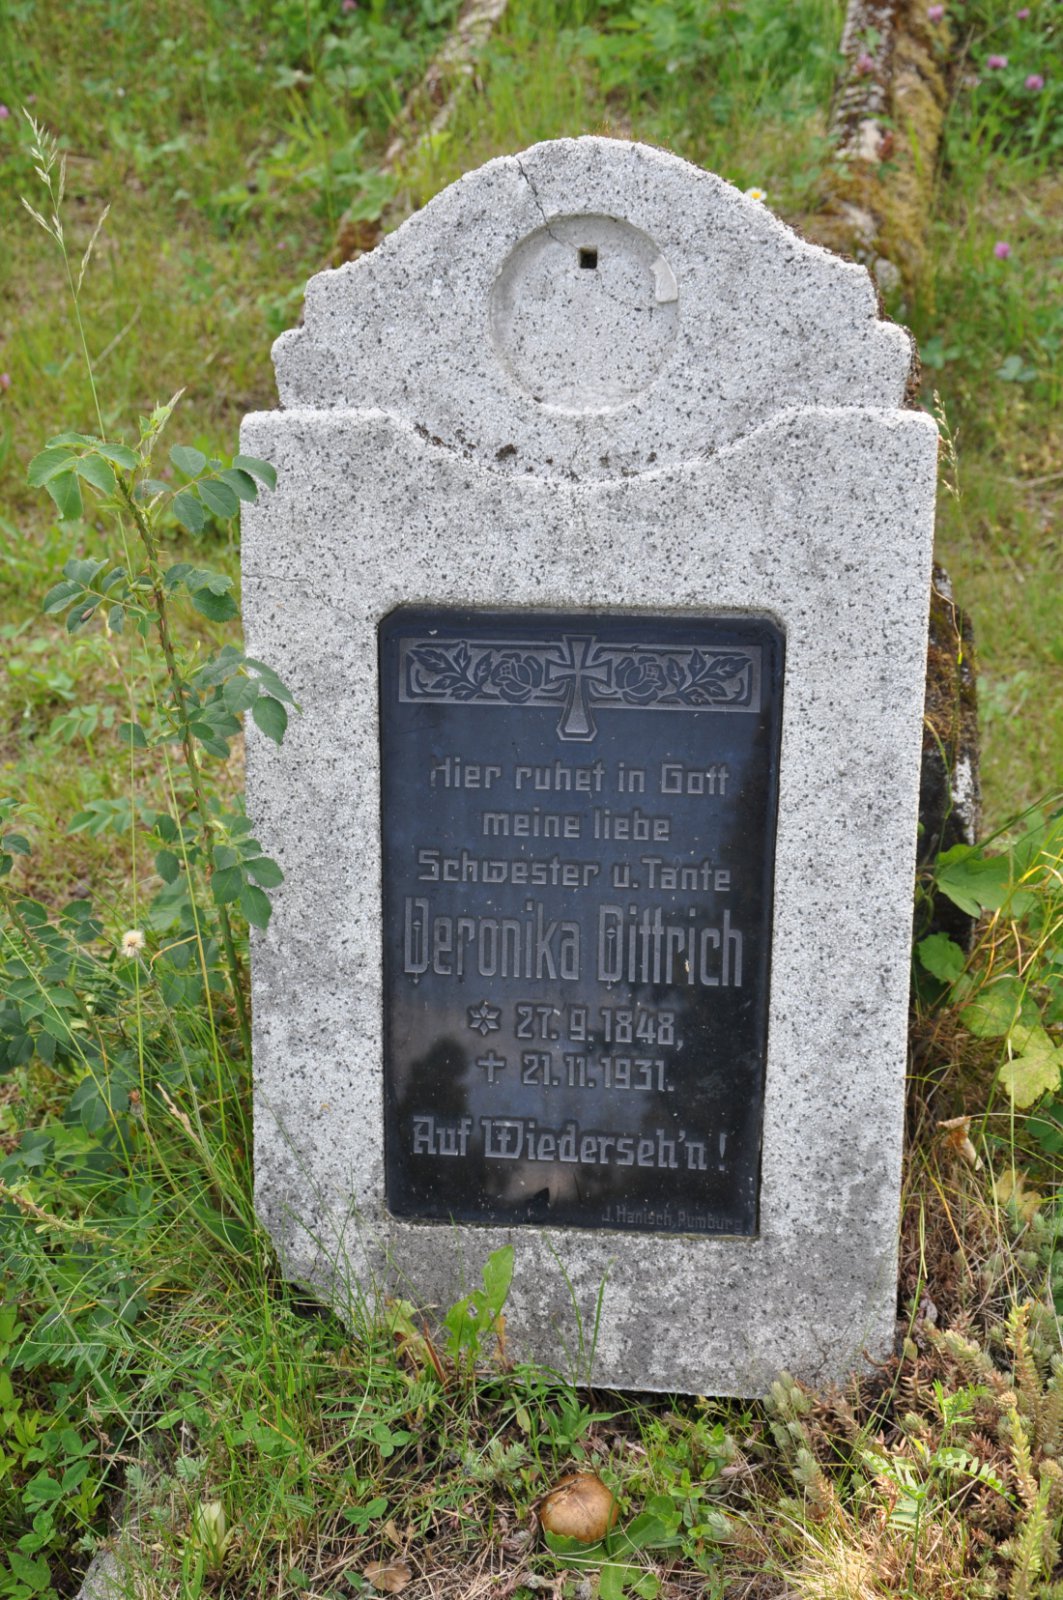 Hier ruhet in Gott
meine liebe
Schwester u. Tante
Veronika Dittrich
* 27. 9. 1848,
† 21. 11. 1931.
Auf Wiederseh'n!
J. Hanisch, Rumburg